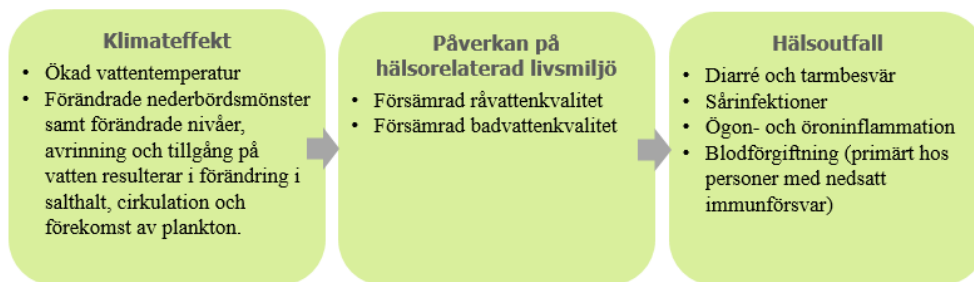 Klimateffekt
• Ökad vattentemperatur
• Förändrade nederbördsmönster
samt förändrade nivåer,
avrinning och tillgång på
vatten resulterar i förändring i
salthalt, cirkulation och
förekomst av plankton.
Påverkan på
hälsorelaterad livsmiljö
• Försämrad råvattenkvalitet
• Försämrad badvattenkvalitet
Hälsoutfall
• Diarré och tarmbesvär
• Sårinfektioner
• Ögon- och öroninflammation
• Blodförgiftning (primärt hos
personer med nedsatt
immunförsvar)